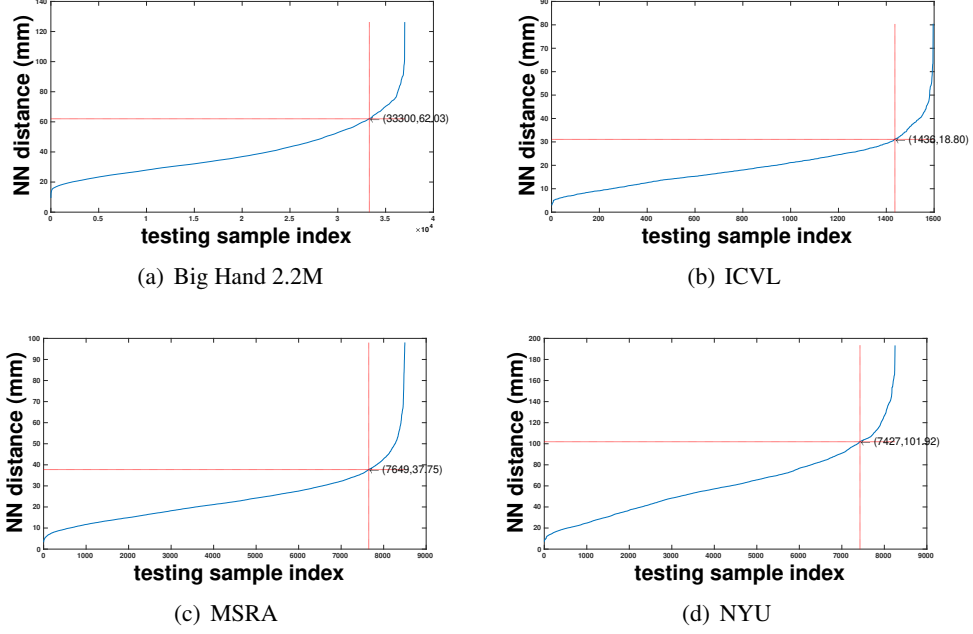 140
120
100
80
60
40
20
0
NN distance (mm)
(33300,62.03)
0 0.5 1 1.5 2 2.5 3 3.5 4
×10⁴
testing sample index
(a) Big Hand 2.2M
90
80
70
60
50
40
30
20
10
0
NN distance (mm)
(1436,18.80)
0 200 400 600 800 1000 1200 1400 1600
testing sample index
(b) ICVL
100
90
80
70
60
50
40
30
20
10
0
NN distance (mm)
(7649,37.75)
0 1000 2000 3000 4000 5000 6000 7000 8000 9000
testing sample index
(c) MSRA
200
180
160
140
120
100
80
60
40
20
0
NN distance (mm)
(7427,101.92)
0 1000 2000 3000 4000 5000 6000 7000 8000 9000
testing sample index
(d) NYU